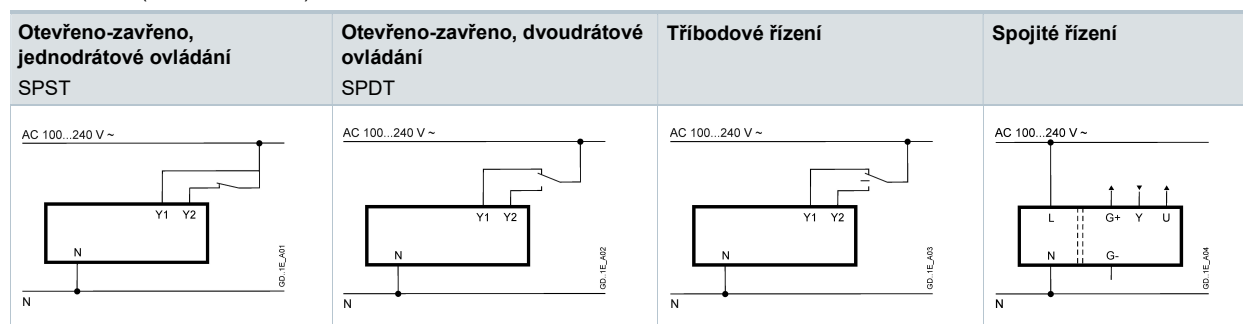 Otevřeno-zavřeno,
jednodrátové ovládání
SPST
Otevřeno-zavřeno, dvoudrátové
ovládání
SPDT
Tříbodové řízení
Spojité řízení
AC 100...240 V ~
Y1 Y2
N
N
GD..1E_A01
AC 100...240 V ~
Y1 Y2
N
N
GD..1E_A02
AC 100...240 V ~
Y1 Y2
N
N
GD..1E_A03
AC 100...240 V ~
L G+ Y U
N G-
N
GD..1E_A04